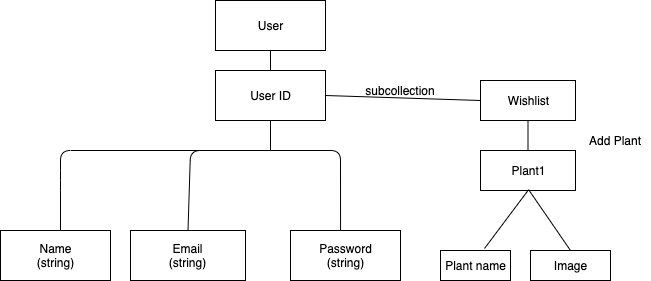 User
User ID
subcollection
Wishlist
Add Plant
Plant1
Name
(string)
Email
(string)
Password
(string)
Plant name
Image